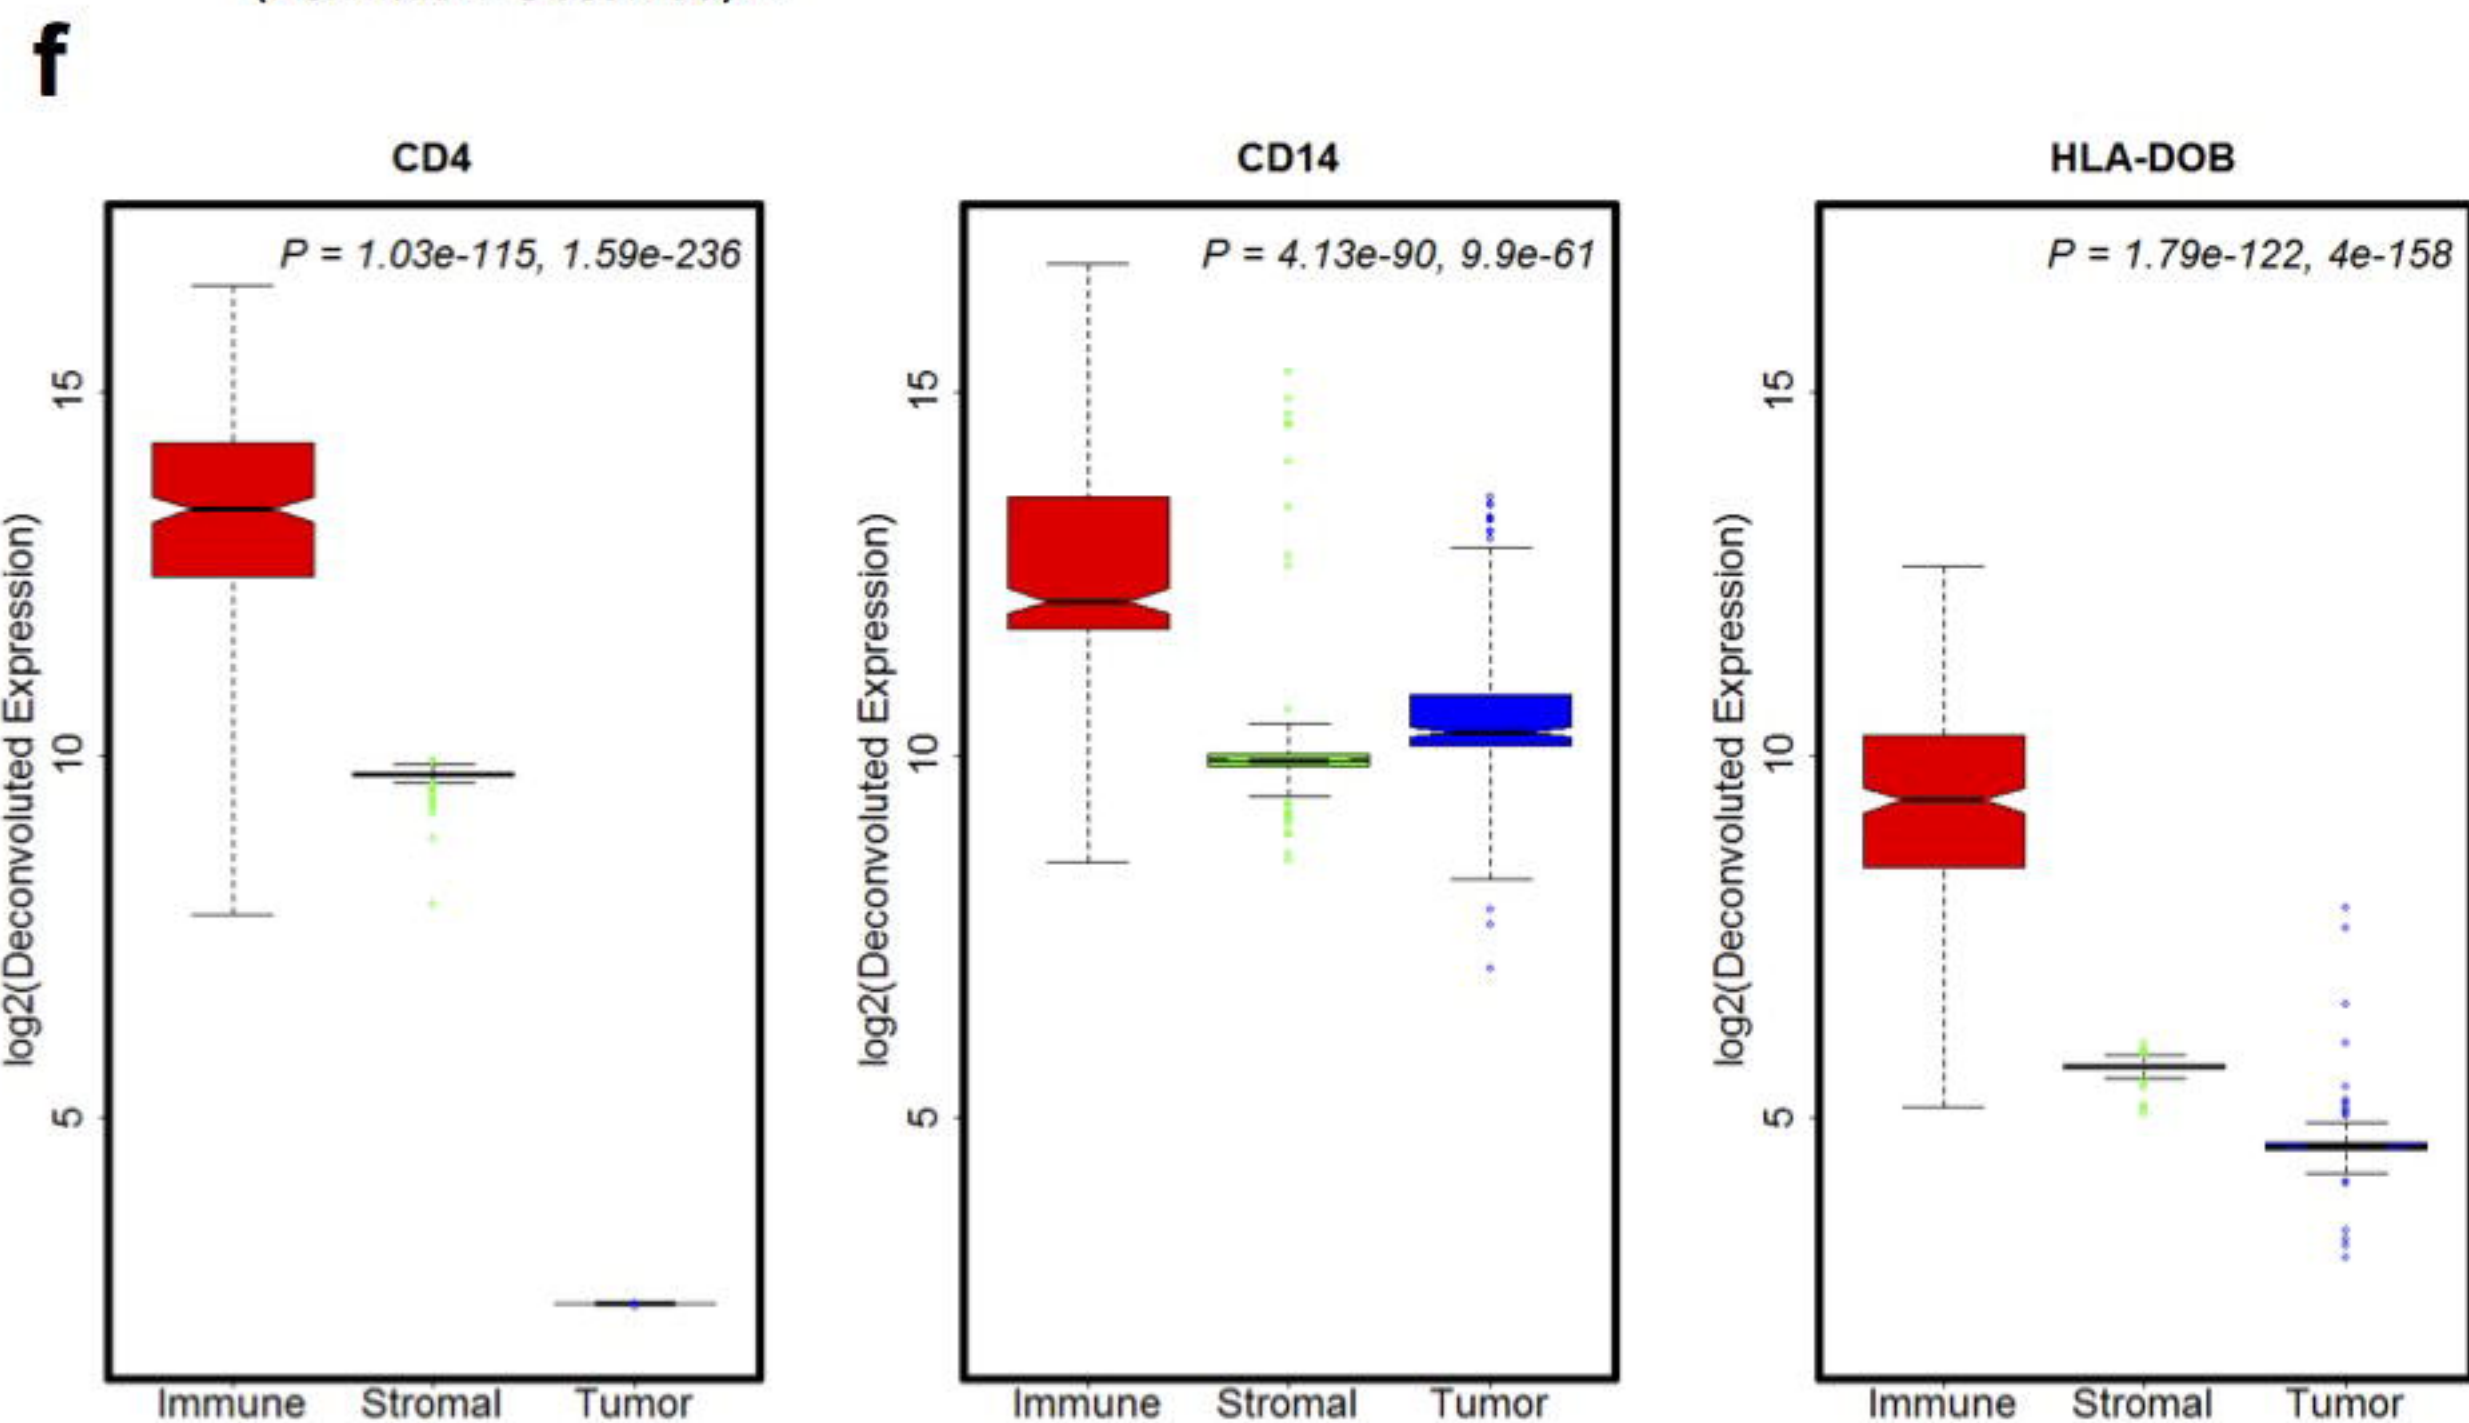 f
CD4
P = 1.03e-115, 1.59e-236
log2(Deconvoluted Expression)
15
10
5
Immune Stromal Tumor
CD14
P = 4.13e-90, 9.9e-61
log2(Deconvoluted Expression)
15
10
5
Immune Stromal Tumor
HLA-DOB
P = 1.79e-122, 4e-158
log2(Deconvoluted Expression)
15
10
5
Immune Stromal Tumor